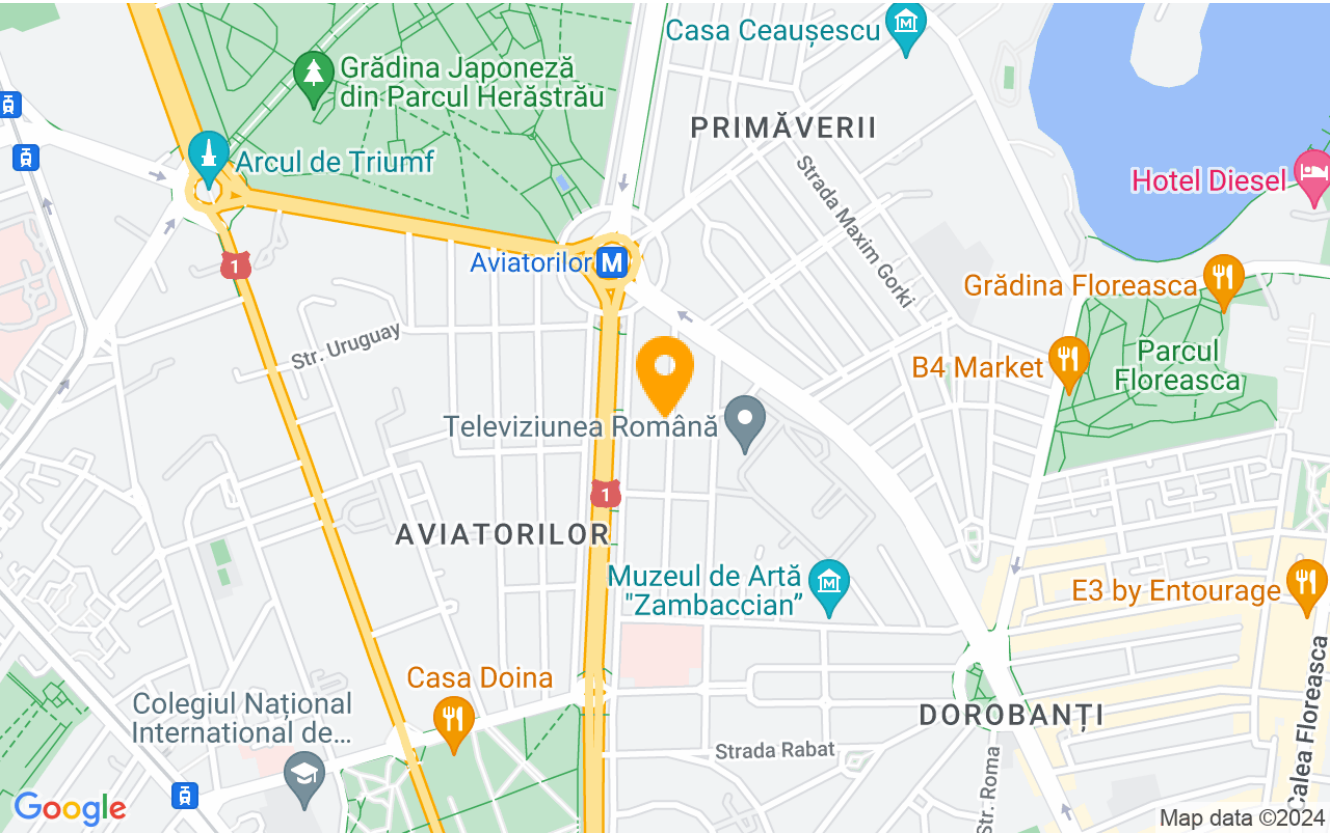 Casa Ceaușescu
Grădina Japoneză
din Parcul Herăstrău
PRIMĂVERII
Arcul de Triumf
Strada Maxim Gorki
Hotel Diesel
1
Aviatorilor
M
Grădina Floreasca
Str. Uruguay
B4 Market
Parcul
Floreasca
Televiziunea Română
1
AVIATORILOR
Muzeul de Artă
"Zambaccian”
E3 by Entourage
Casa Doina
1
Colegiul Național
International de...
DOROBANȚI
Strada Rabat
Str. Roma
Calea Floreasca
Google
Map data ©2024